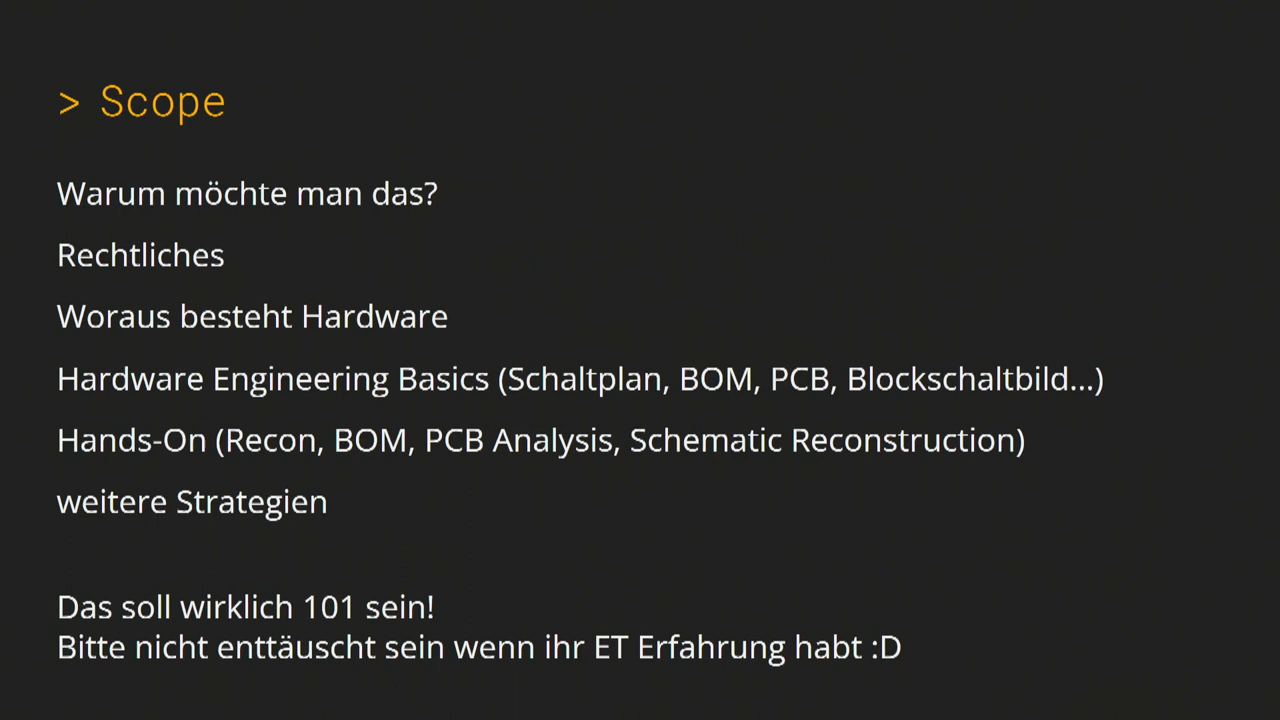 > Scope
Warum möchte man das?
Rechtliches
Woraus besteht Hardware
Hardware Engineering Basics (Schaltplan, BOM, PCB, Blockschaltbild...)
Hands-On (Recon, BOM, PCB Analysis, Schematic Reconstruction)
weitere Strategien
Das soll wirklich 101 sein!
Bitte nicht enttäuscht sein wenn ihr ET Erfahrung habt :D